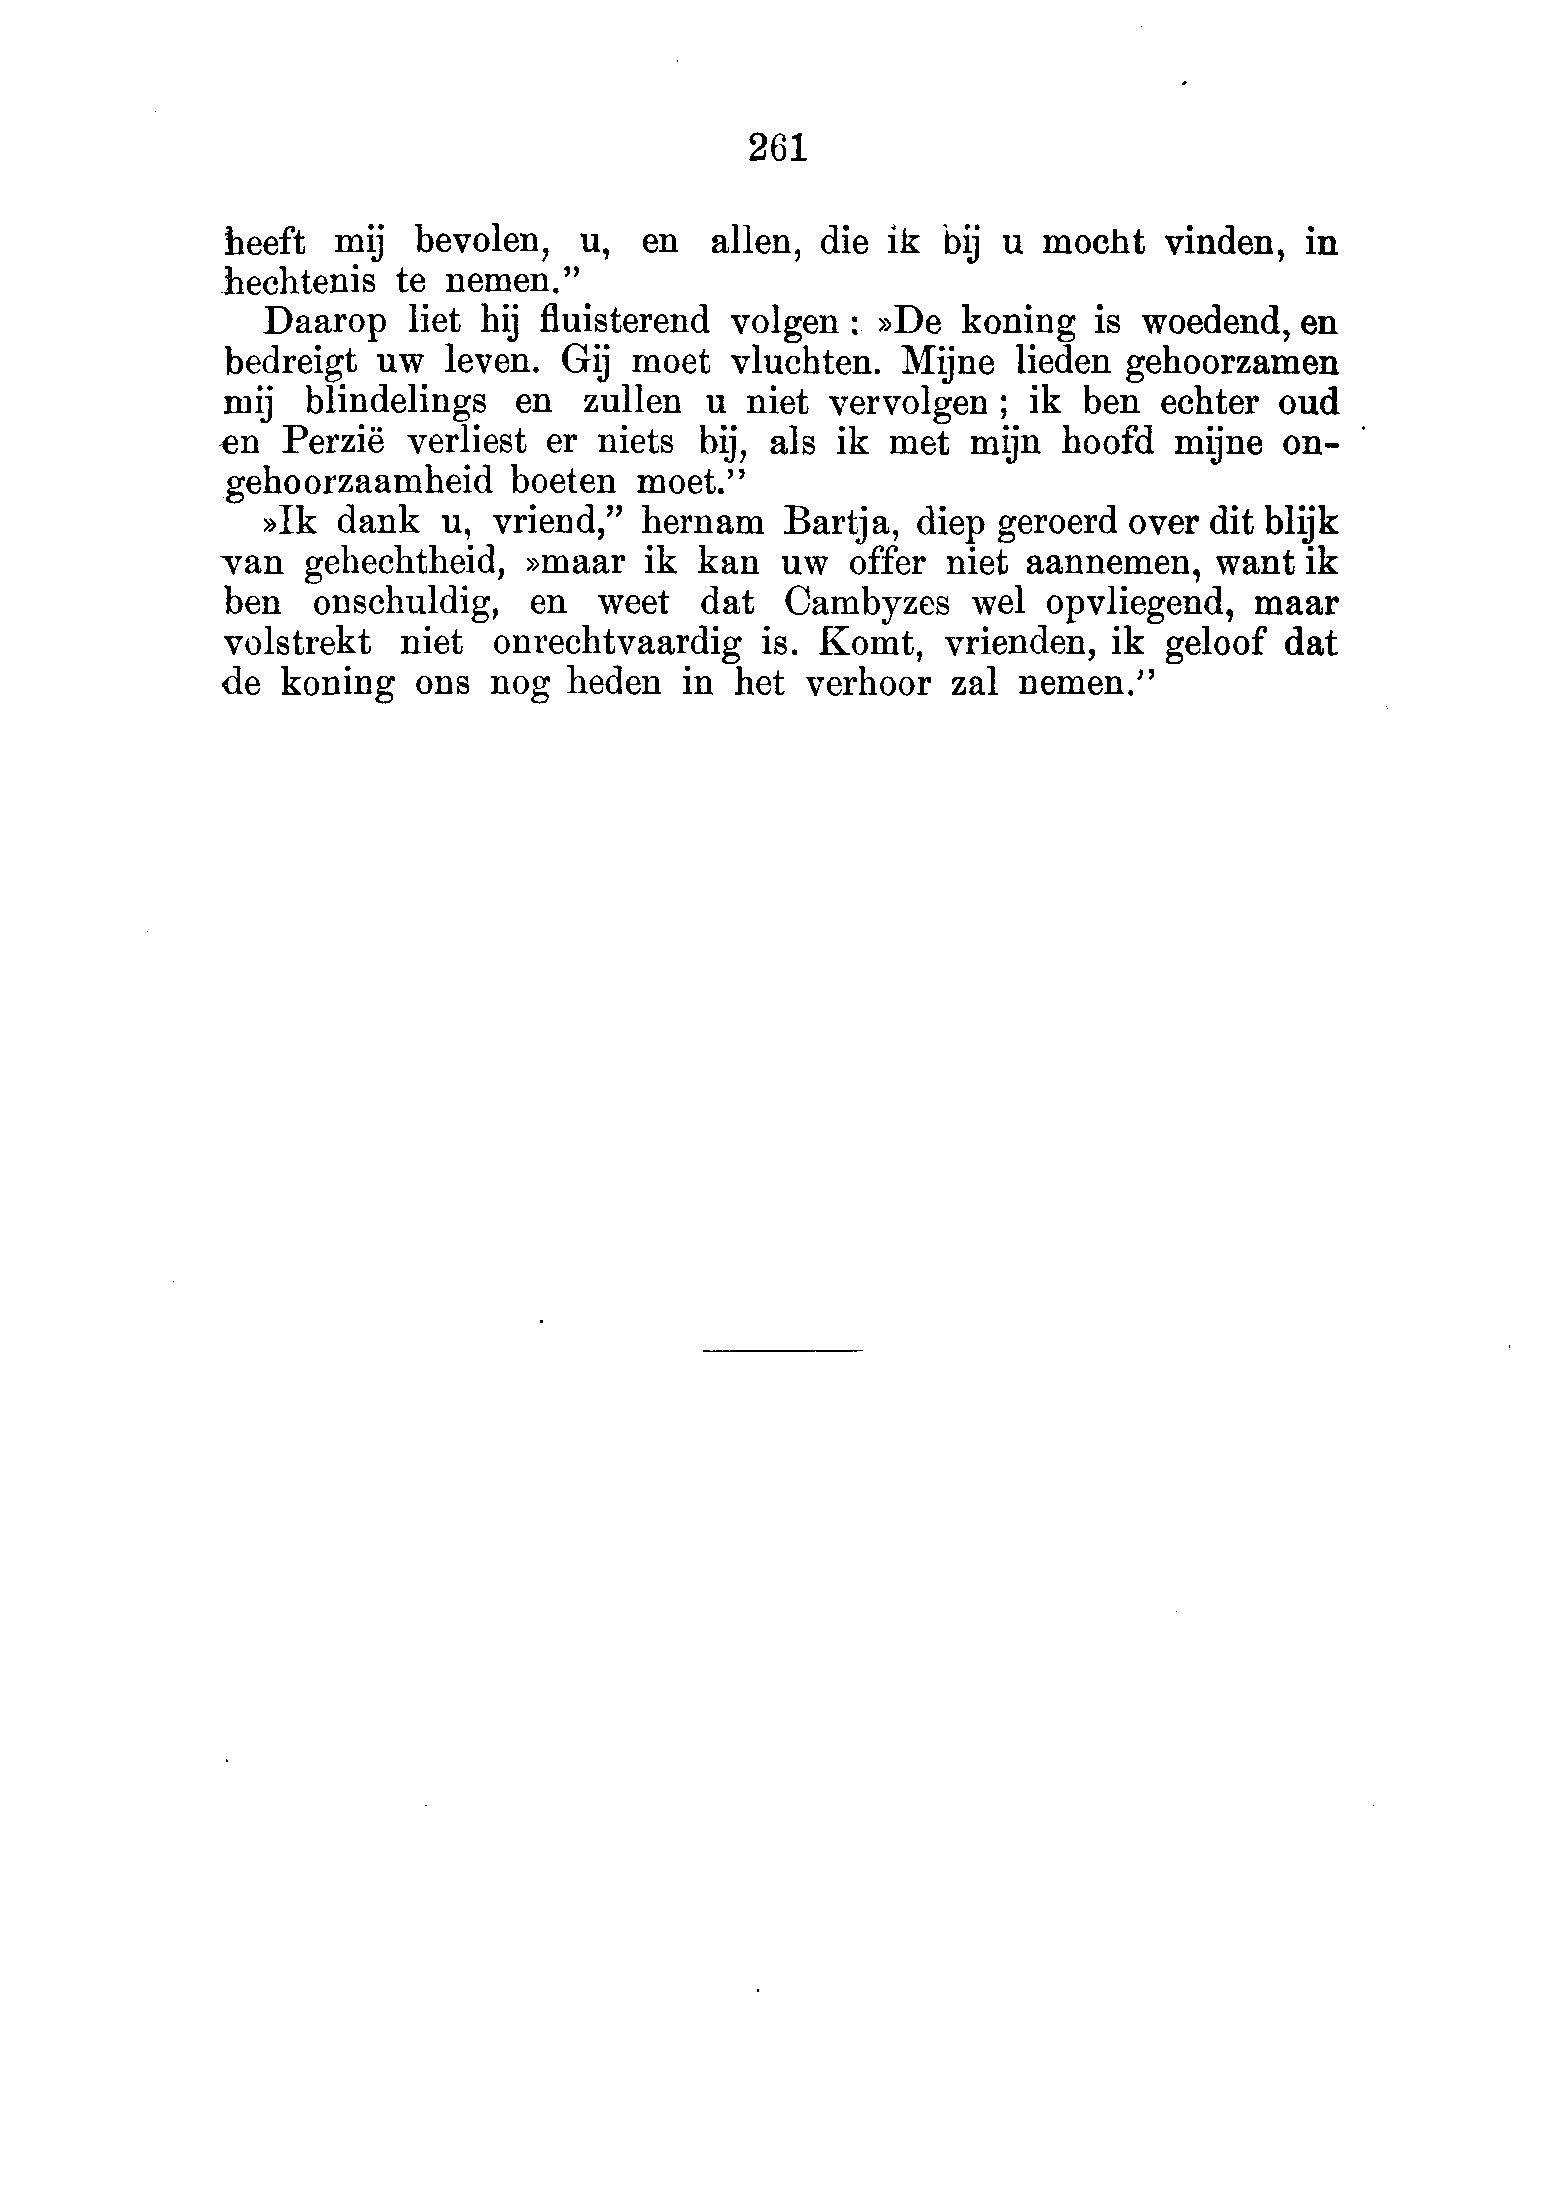 261
heeft mij bevolen, u, en allen, die ik bij u mocht vinden, in
hechtenis te nemen.”
Daarop liet hij fluisterend volgen : »De koning is woedend, en
bedreigt uw leven. Gij moet vluchten. Mijne lieden gehoorzamen
mij blindelings en zullen u niet vervolgen ; ik ben echter oud
en Perzië verliest er niets bij, als ik met mijn hoofd mijne on-
gehoorzaamheid boeten moet.”
»Ik dank u, vriend,” hernam Bartja, diep geroerd over dit blijk
van gehechtheid, »maar ik kan uw offer niet aannemen, want ik
ben onschuldig, en weet dat Cambyzes wel opvliegend, maar
volstrekt niet onrechtvaardig is. Komt, vrienden, ik geloof dat
de koning ons nog heden in het verhoor zal nemen.”